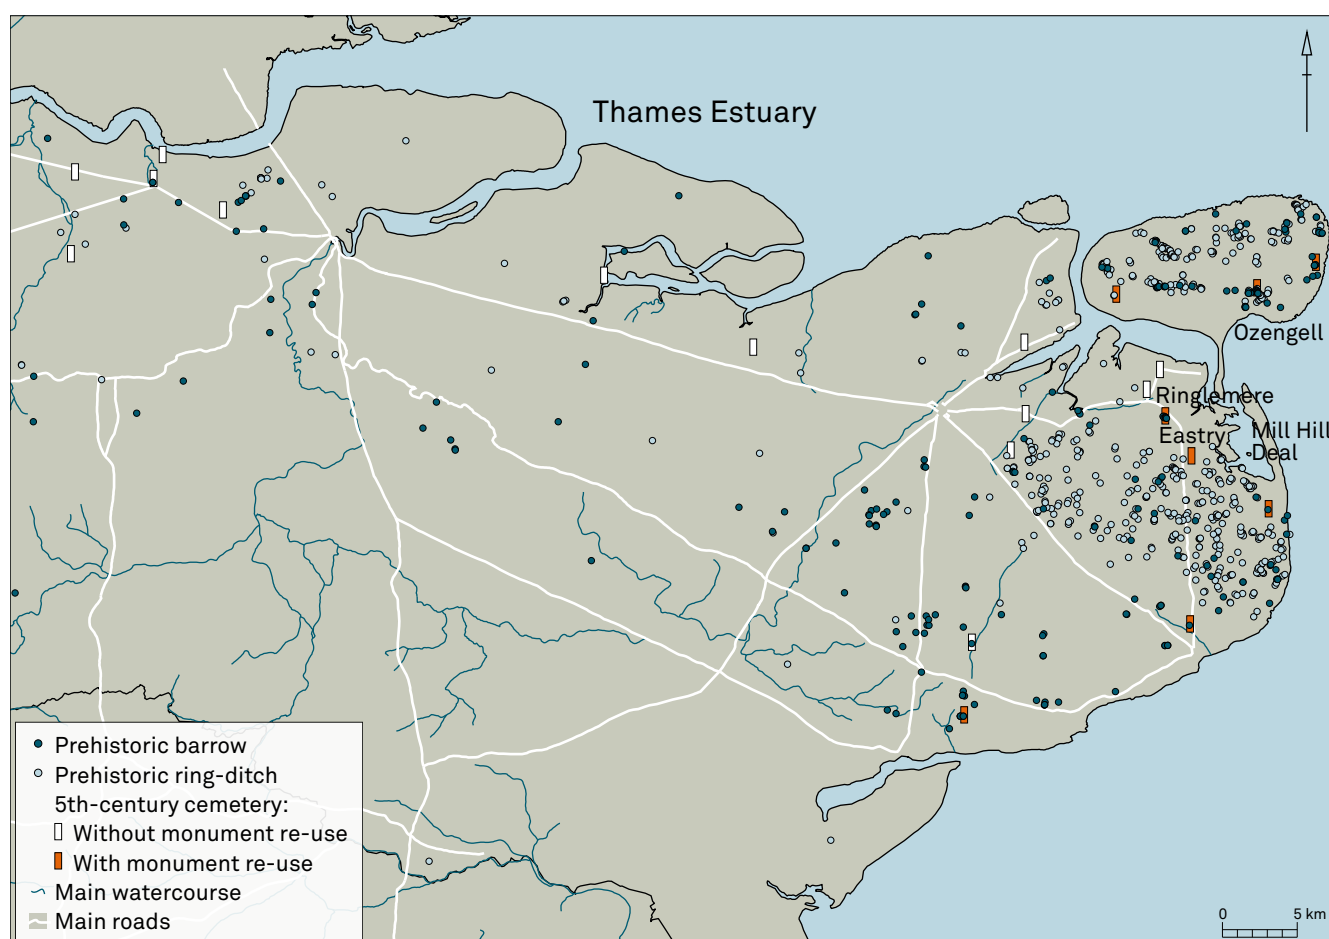 Thames Estuary
Ozengell
Ringlemere
Eastry
Mill Hill
Deal
Prehistoric barrow
Prehistoric ring-ditch
5th-century cemetery:
Without monument re-use
With monument re-use
Main watercourse
Main roads
0 5 km